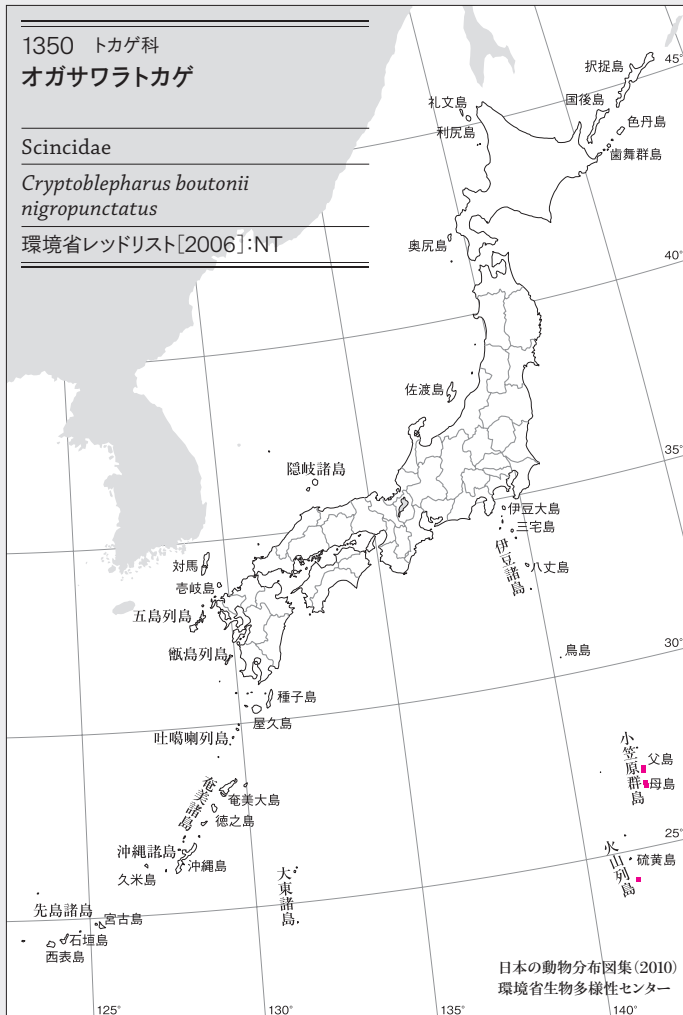 1350 トカゲ科
オガサワラトカゲ
Scincidae
Cryptoblepharus boutonii
nigropunctatus
環境省レッドリスト[2006]:NT
択捉島
45°
国後島
礼文島
色丹島
利尻島
歯舞群島
奥尻島
40°
佐渡島
35°
隠岐諸島
伊豆大島
三宅島
伊豆諸島
八丈島
対馬
壱岐島
五島列島
甑島列島
鳥島
30°
種子島
屋久島
吐噶喇列島
小笠原群島
父島
母島
奄美諸島
奄美大島
徳之島
25°
沖縄諸島
沖縄島
久米島
火山列島
硫黄島
大東諸島
先島諸島
宮古島
石垣島
西表島
日本の動物分布図集(2010)
環境省生物多様性センター
125°
130°
135°
140°